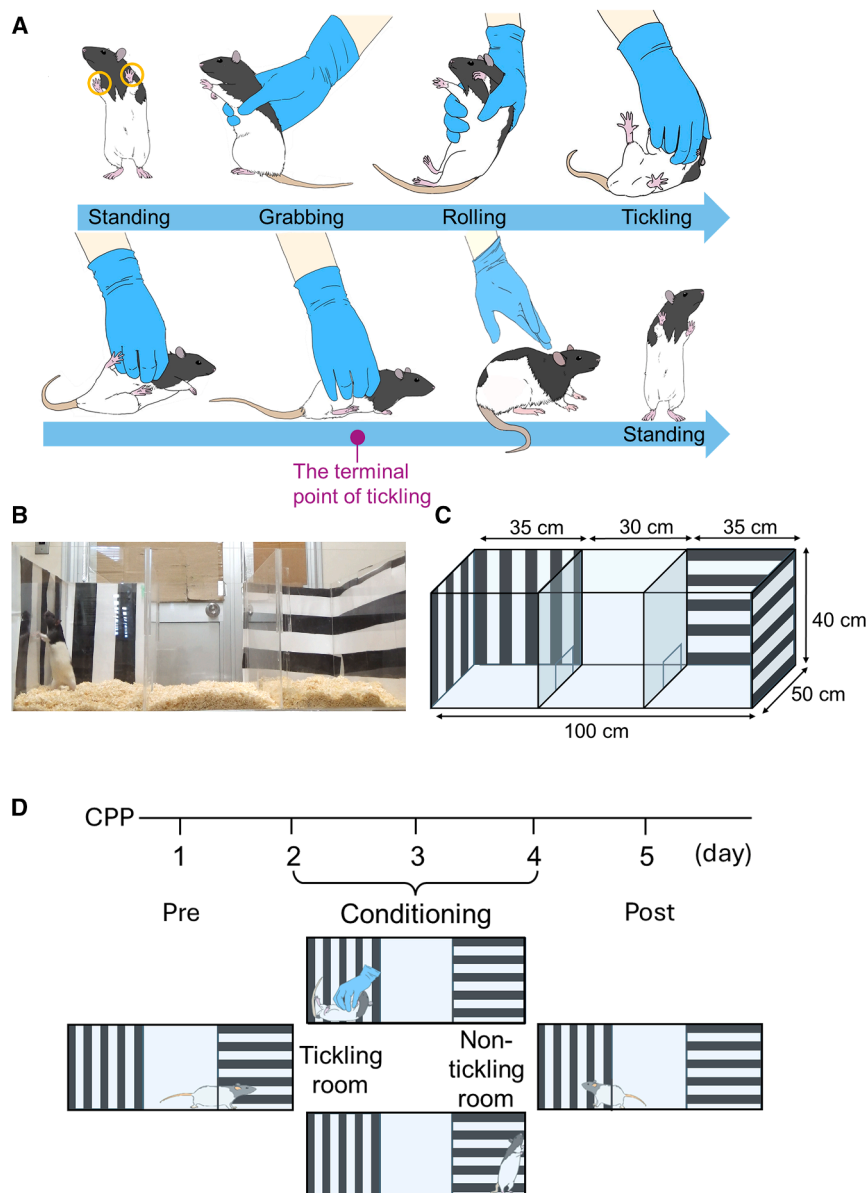 A
Standing
Grabbing
Rolling
Tickling
Standing
The terminal
point of tickling
B
C
35 cm
30 cm
35 cm
40 cm
50 cm
100 cm
D
CPP
1
2
3
4
5
(day)
Pre
Conditioning
Post
Tickling
room
Non-
tickling
room